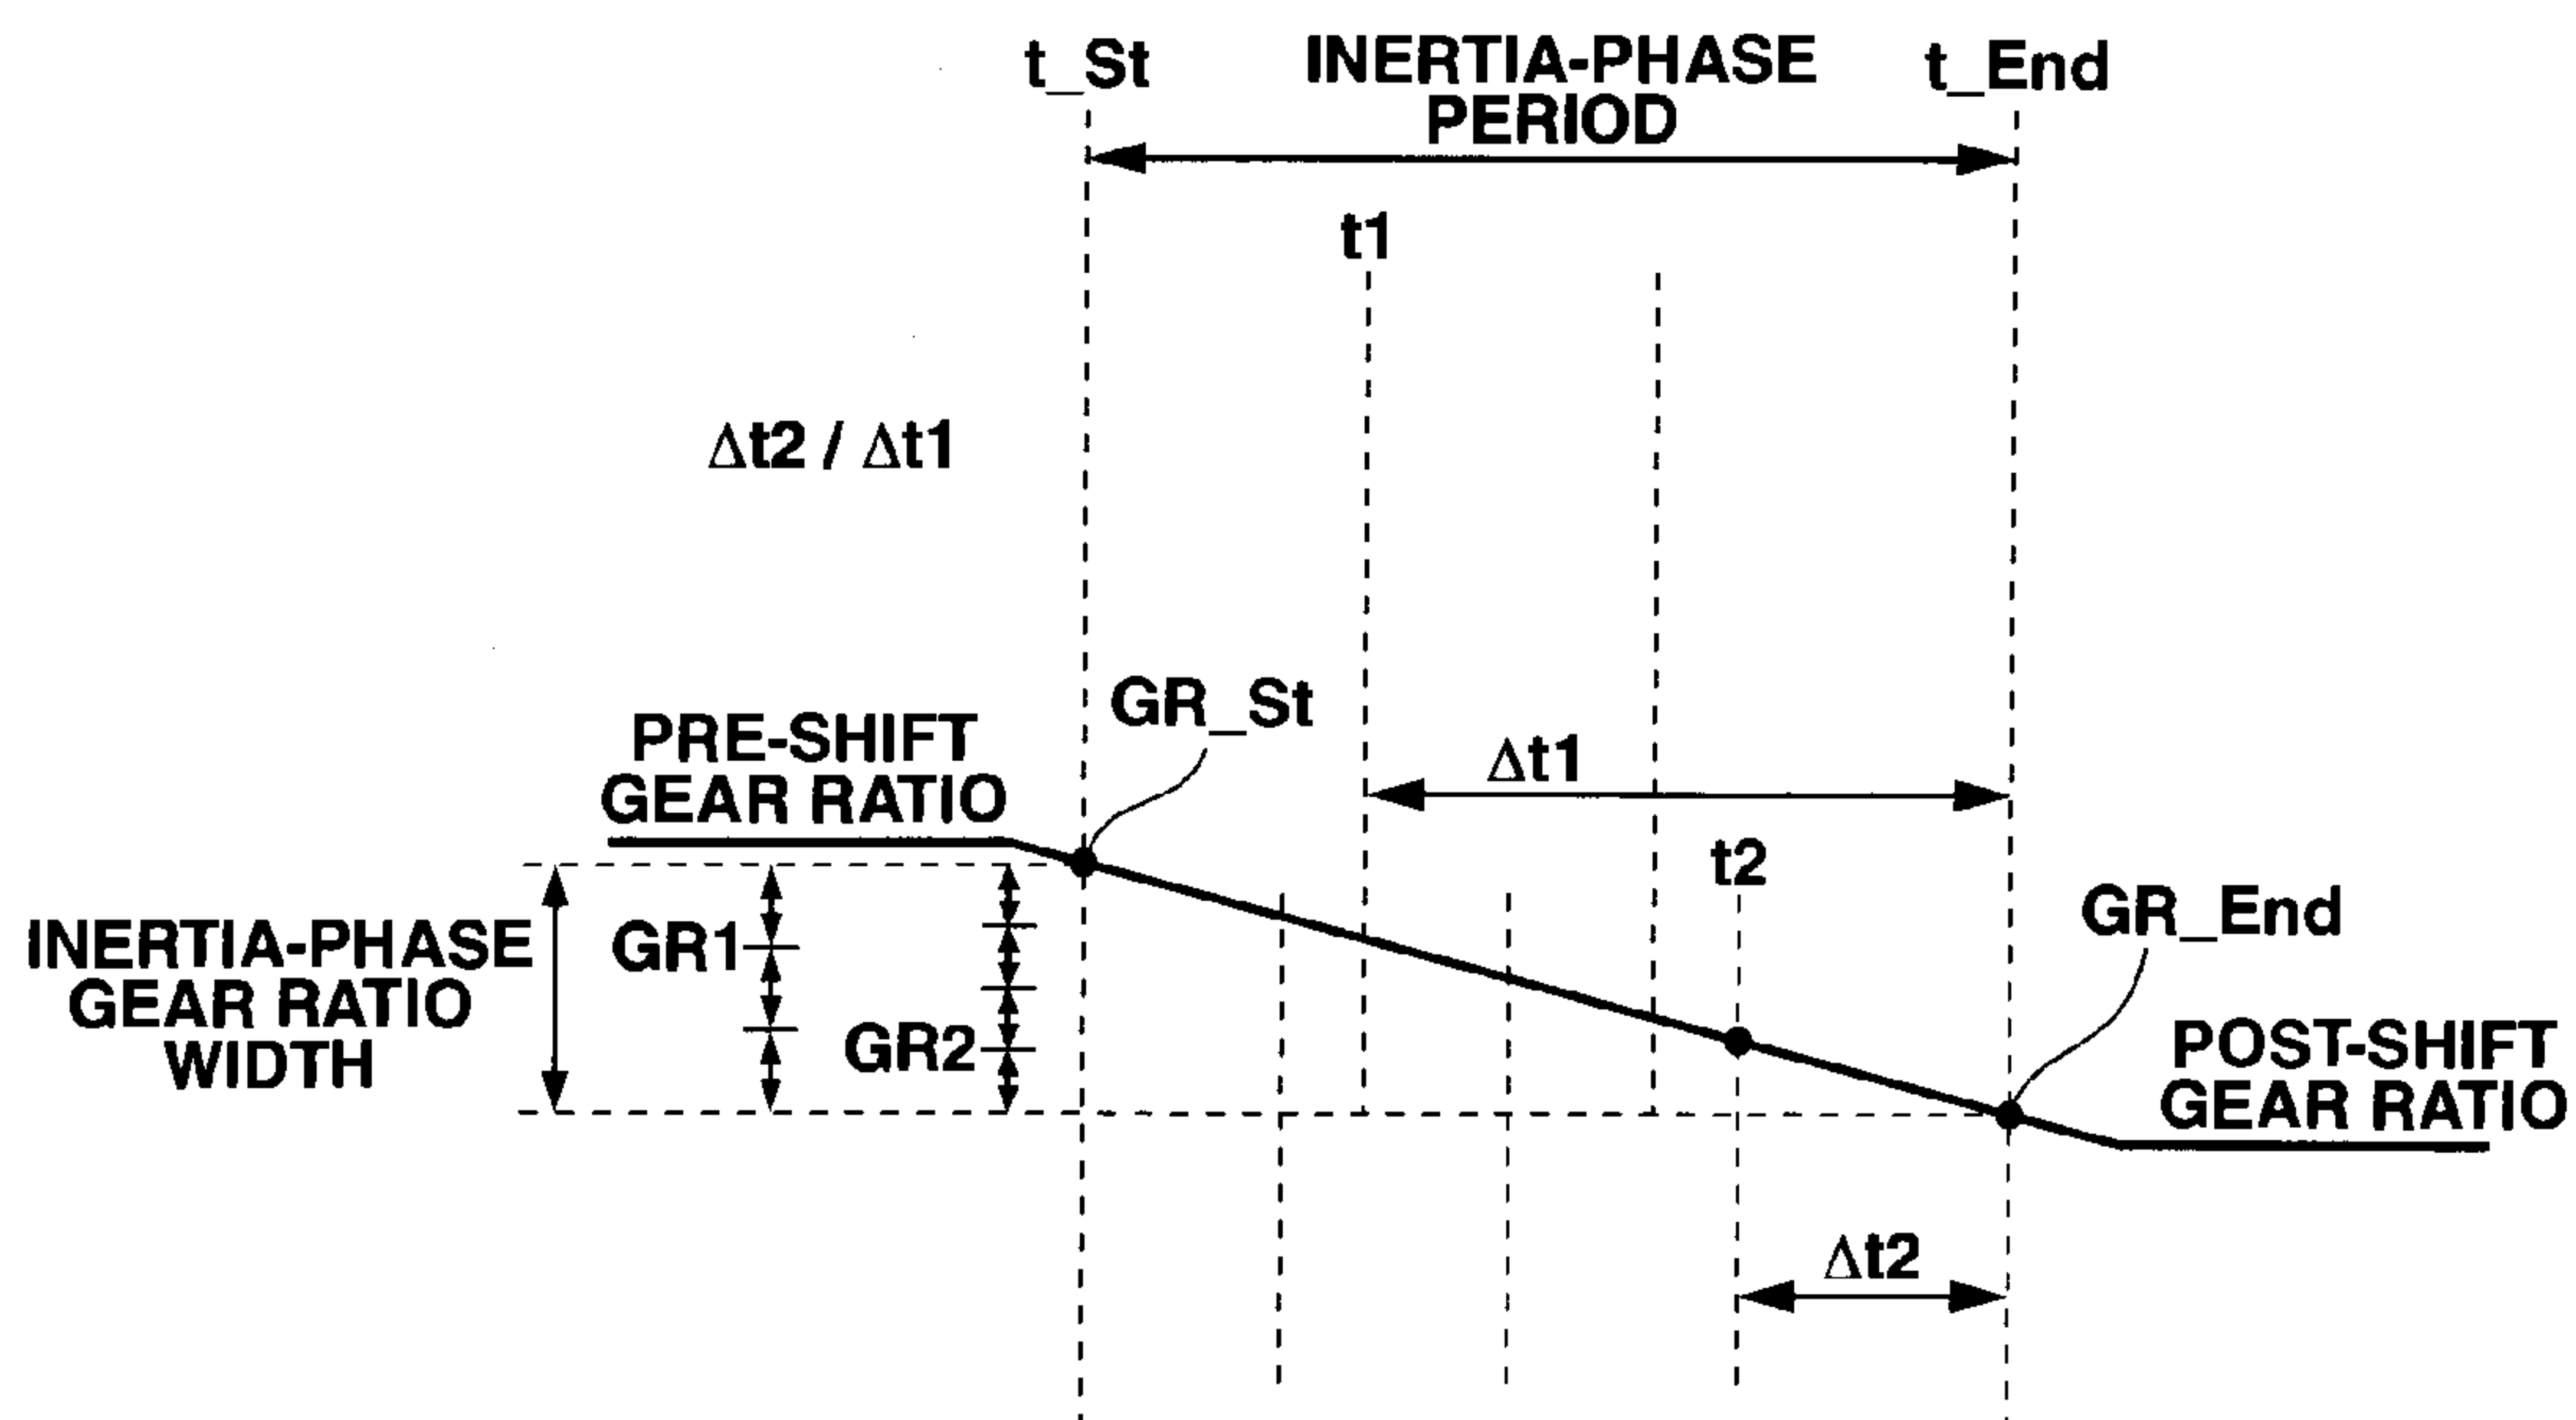 t_St
INERTIA-PHASE
PERIOD
t_End
t1
Δt2 / Δt1
GR_St
PRE-SHIFT
GEAR RATIO
Δt1
t2
GR_End
INERTIA-PHASE
GEAR RATIO
WIDTH
GR1
GR2
POST-SHIFT
GEAR RATIO
Δt2